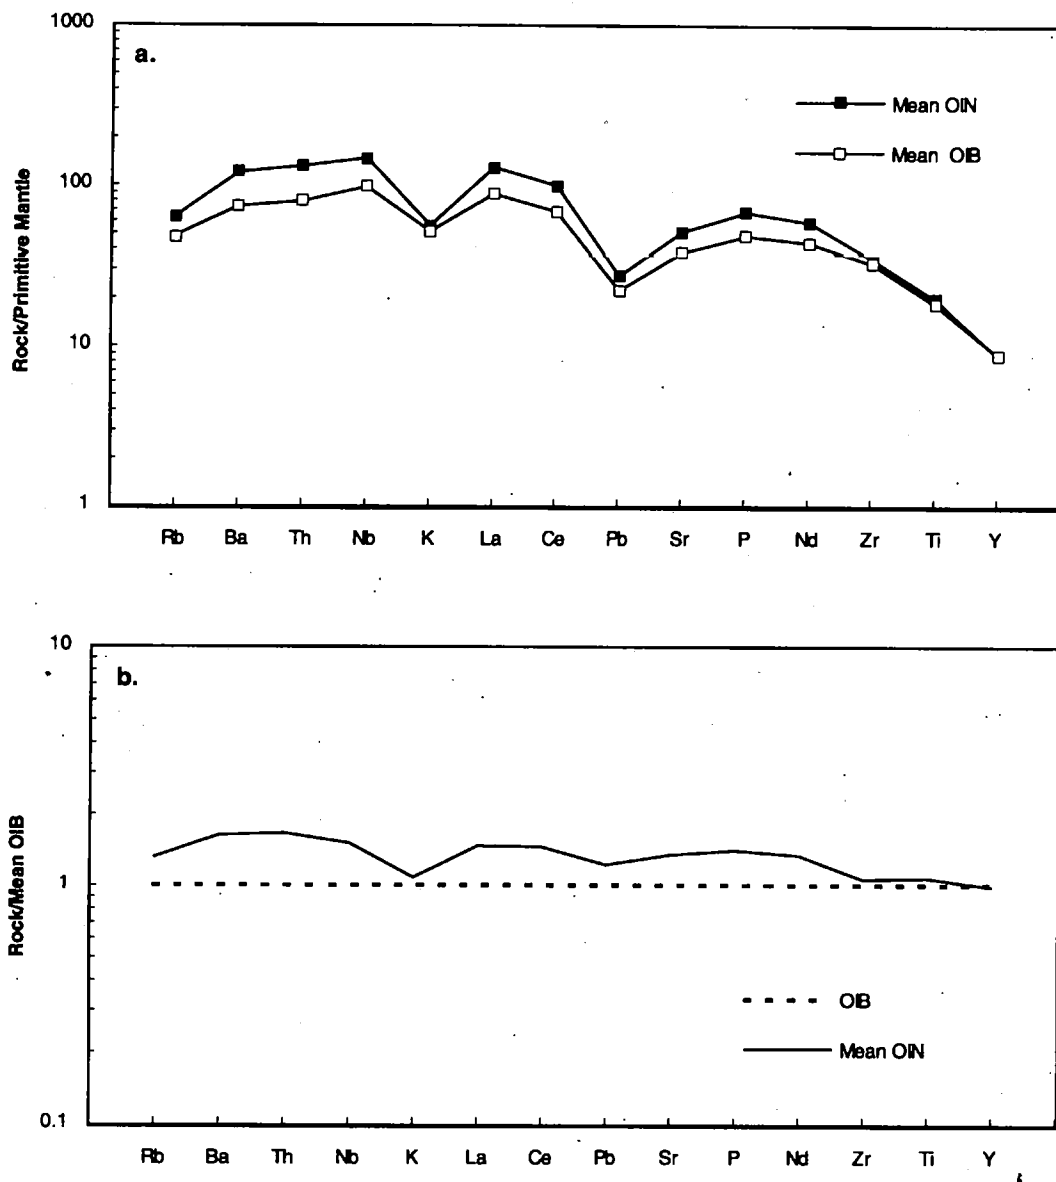 1000
a.
Mean OIN
Mean OIB
100
Rock/Primitive Mantle
10
1
Rb Ba Th Nb K La Ce Pb Sr P Nd Zr Ti Y
10
b.
Rock/Mean OIB
1
OIB
Mean OIN
0.1
Rb Ba Th Nb K La Ce Pb Sr P Nd Zr Ti Y